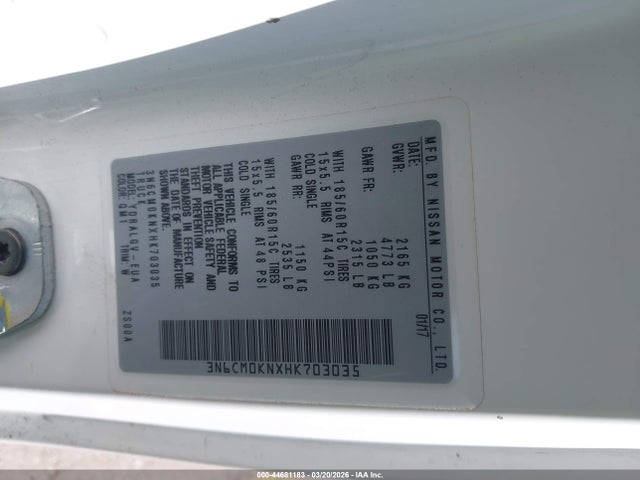 MFD. BY NISSAN MOTOR CO., LTD.
DATE: 01/17
GVWR: 2165 KG
4773 LB
GAWR FR: 1050 KG
2315 LB
WITH 185/60R15C TIRES
15x5.5 RIMS AT 44PSI
COLD SINGLE
GAWR RR: 1150 KG
2535 LB
WITH 185/60R15C TIRES
15x5.5 RIMS AT 48 PSI
COLD SINGLE
THIS VEHICLE CONFORMS TO
ALL APPLICABLE FEDERAL
MOTOR VEHICLE SAFETY AND
THEFT PREVENTION
STANDARDS IN EFFECT ON
THE DATE OF MANUFACTURE
SHOWN ABOVE.
3N6CM0KNXHK703035
TRUCK
MODEL: YDRALGV-EUA
COLOR: QM1 TRIM: W 2S00A
3N6CM0KNXHK703035
000-44681183 - 03/20/2026 - IAA Inc.